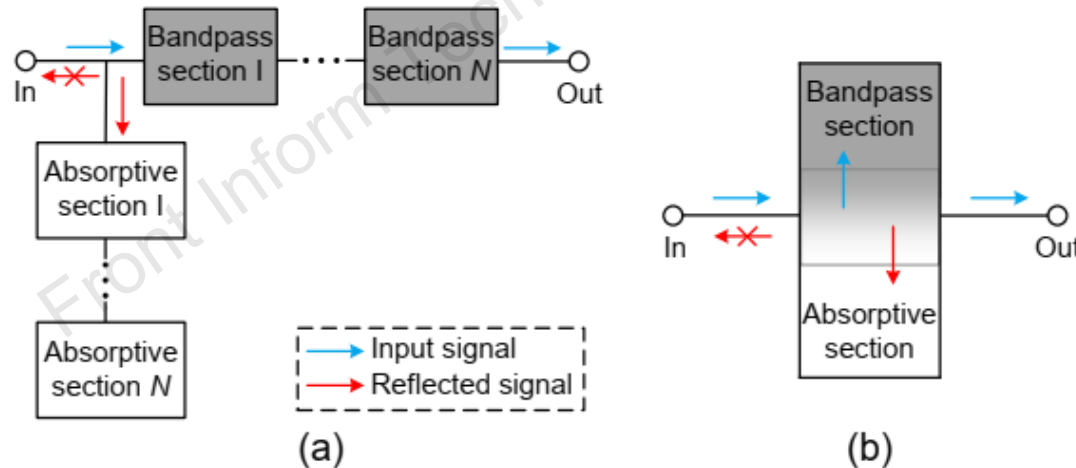 Bandpass
section I
Bandpass
section N
In
Out
Absorptive
section I
Absorptive
section N
Input signal
Reflected signal
(a)
Bandpass
section
In
Out
Absorptive
section
(b)
Front Inform Tech